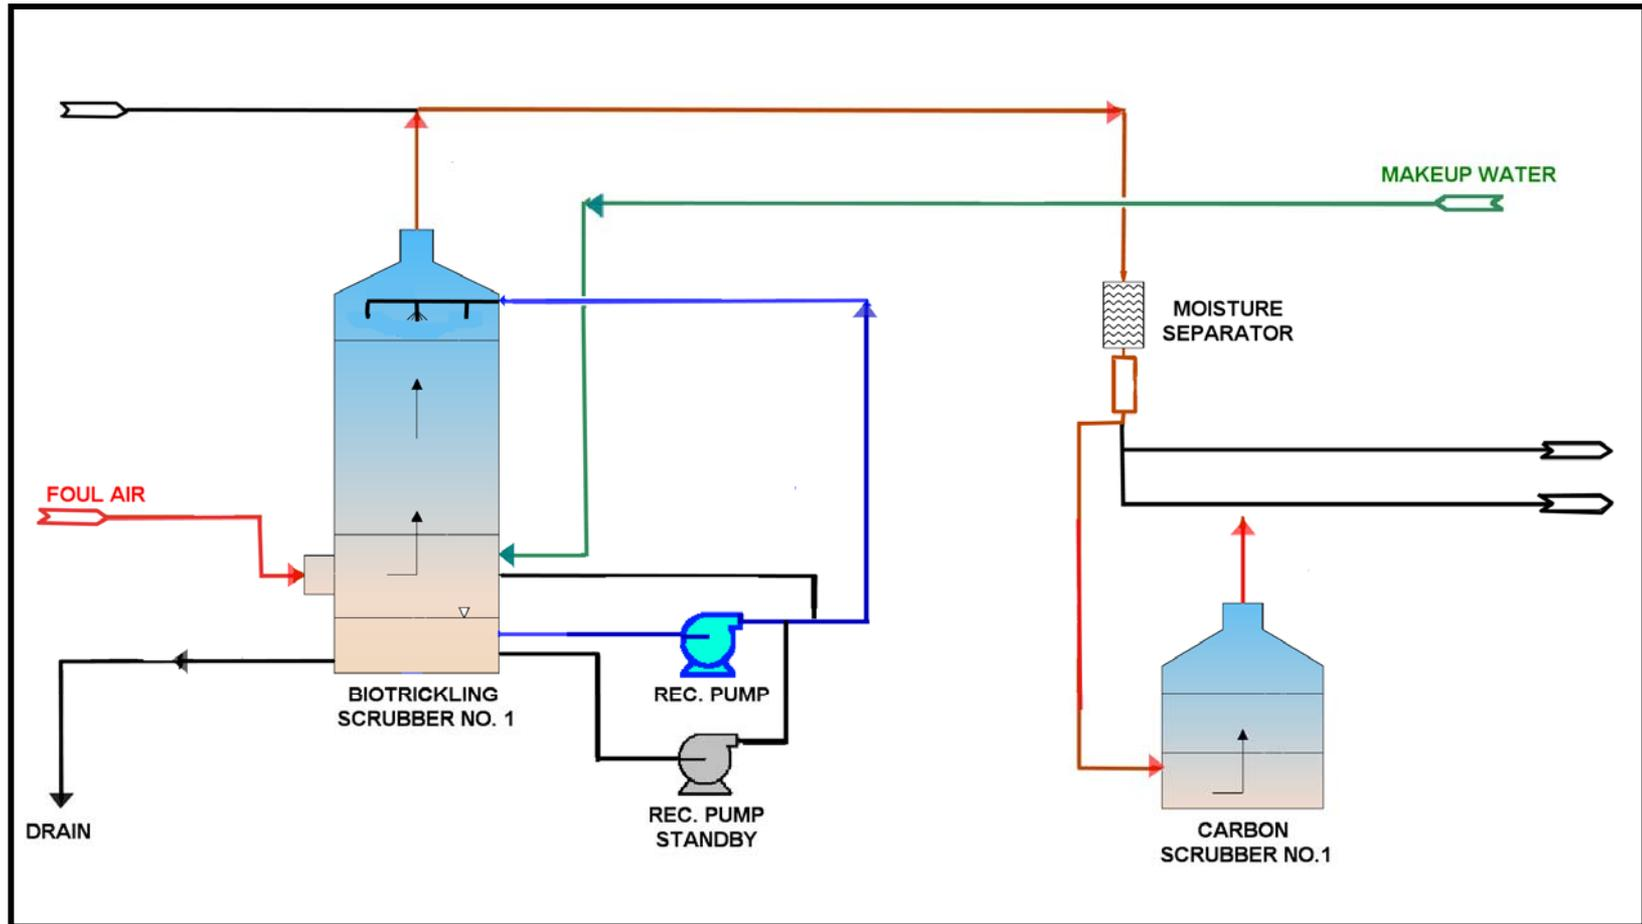 MAKEUP WATER
MOISTURE
SEPARATOR
FOUL AIR
BIOTRICKLING
SCRUBBER NO. 1
REC. PUMP
REC. PUMP
STANDBY
DRAIN
CARBON
SCRUBBER NO.1